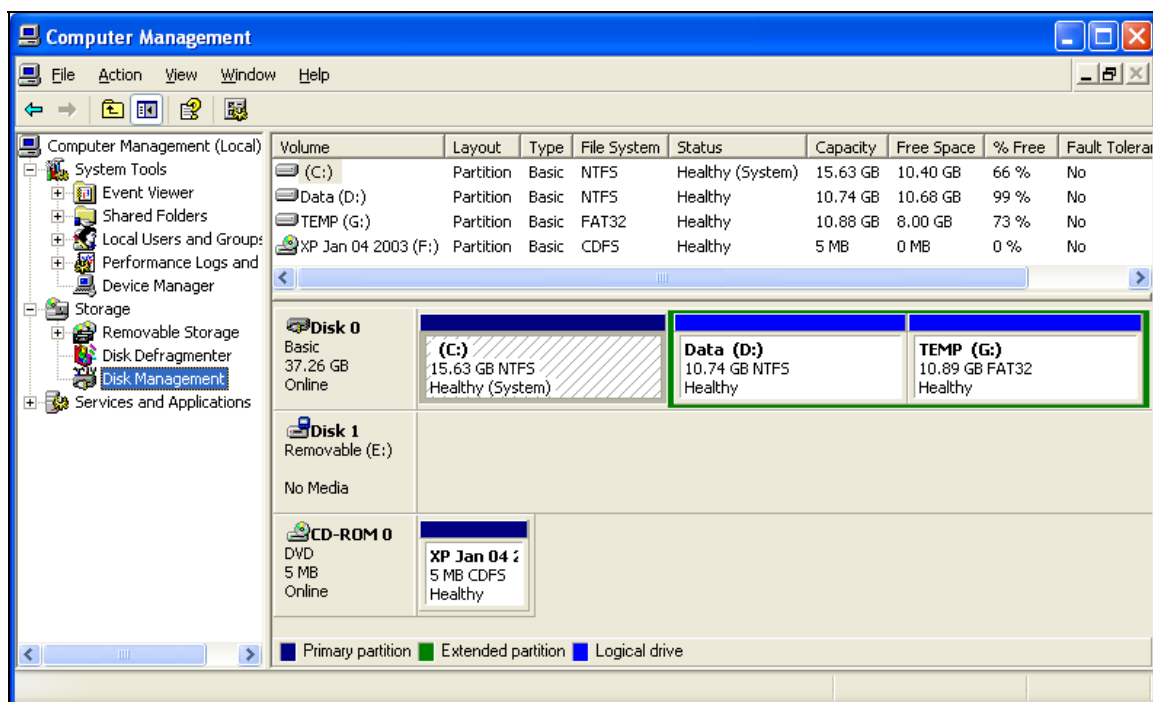 Computer Management
File Action View Window Help
Computer Management (Local)
System Tools
Event Viewer
Shared Folders
Local Users and Groups
Performance Logs and
Device Manager
Storage
Removable Storage
Disk Defragmenter
Disk Management
Services and Applications
Volume Layout Type File System Status Capacity Free Space % Free Fault Toleran
(C:) Partition Basic NTFS Healthy (System) 15.63 GB 10.40 GB 66 % No
Data (D:) Partition Basic NTFS Healthy 10.74 GB 10.68 GB 99 % No
TEMP (G:) Partition Basic FAT32 Healthy 10.88 GB 8.00 GB 73 % No
XP Jan 04 2003 (F:) Partition Basic CDFS Healthy 5 MB 0 MB 0 % No
Disk 0
Basic
37.26 GB
Online
(C:)
15.63 GB NTFS
Healthy (System)
Data (D:)
10.74 GB NTFS
Healthy
TEMP (G:)
10.89 GB FAT32
Healthy
Disk 1
Removable (E:)
No Media
CD-ROM 0
DVD
5 MB
Online
XP Jan 04 2
5 MB CDFS
Healthy
Primary partition Extended partition Logical drive